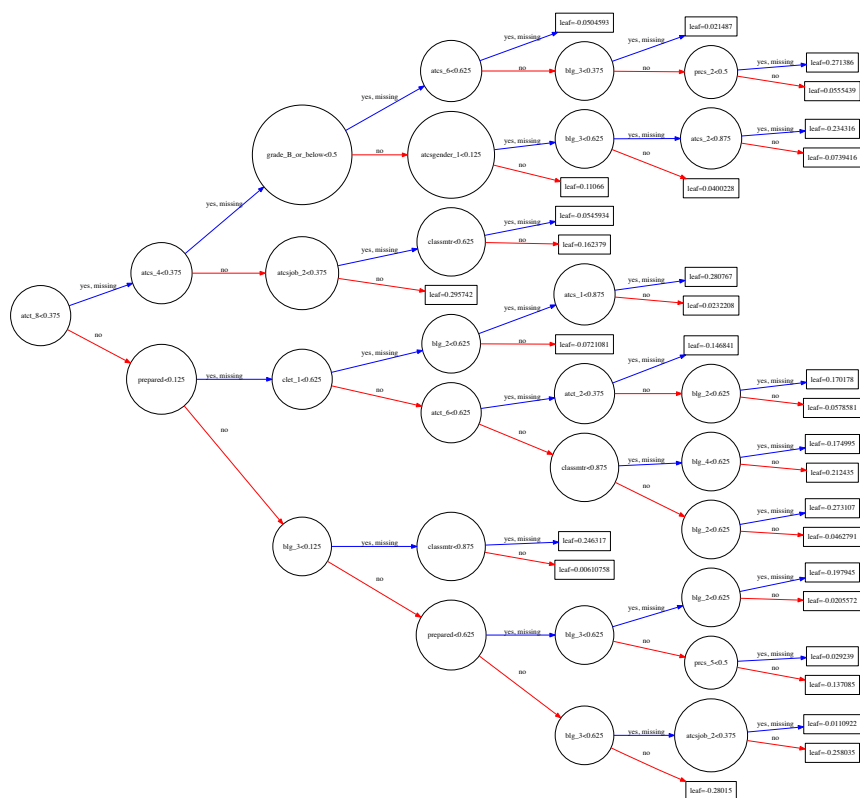 leaf=-0.0504593
yes, missing
leaf=0.021487
atcs_6<0.625
yes, missing
no
blg_3<0.375
no
prcs_2<0.5
yes, missing
leaf=0.271386
no
leaf=0.0555439
yes, missing
grade_B_or_below<0.5
no
atcsgender_1<0.125
yes, missing
blg_3<0.625
yes, missing
atcs_2<0.875
yes, missing
leaf=-0.234316
no
leaf=-0.0739416
no
leaf=0.11066
no
leaf=0.0400228
yes, missing
atcs_4<0.375
no
atcsjob_2<0.375
yes, missing
classmtr<0.625
yes, missing
leaf=-0.0545934
no
leaf=0.162379
no
leaf=0.295742
atct_8<0.375
yes, missing
no
prepared<0.125
yes, missing
clet_1<0.625
yes, missing
blg_2<0.625
yes, missing
atcs_1<0.875
yes, missing
leaf=0.280767
no
leaf=0.0232208
no
leaf=-0.0721081
no
atct_6<0.625
yes, missing
atct_2<0.375
yes, missing
leaf=-0.146841
no
blg_2<0.625
yes, missing
leaf=0.170178
no
leaf=-0.0578581
no
classmtr<0.875
yes, missing
blg_4<0.625
yes, missing
leaf=-0.174995
no
leaf=0.212435
no
blg_2<0.625
yes, missing
leaf=-0.273107
no
leaf=-0.0462791
no
blg_3<0.125
yes, missing
classmtr<0.875
yes, missing
leaf=0.246317
no
leaf=0.00610758
no
prepared<0.625
yes, missing
blg_3<0.625
yes, missing
blg_2<0.625
yes, missing
leaf=-0.197945
no
leaf=-0.0205572
no
prcs_5<0.5
yes, missing
leaf=0.029239
no
leaf=-0.137085
no
blg_3<0.625
yes, missing
atcsjob_2<0.375
yes, missing
leaf=-0.0110922
no
leaf=-0.258035
no
leaf=-0.28015